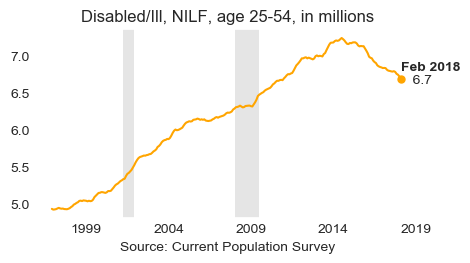 Disabled/Ill, NILF, age 25-54, in millions
7.0
6.5
6.0
5.5
5.0
Feb 2018
6.7
1999 2004 2009 2014 2019
Source: Current Population Survey